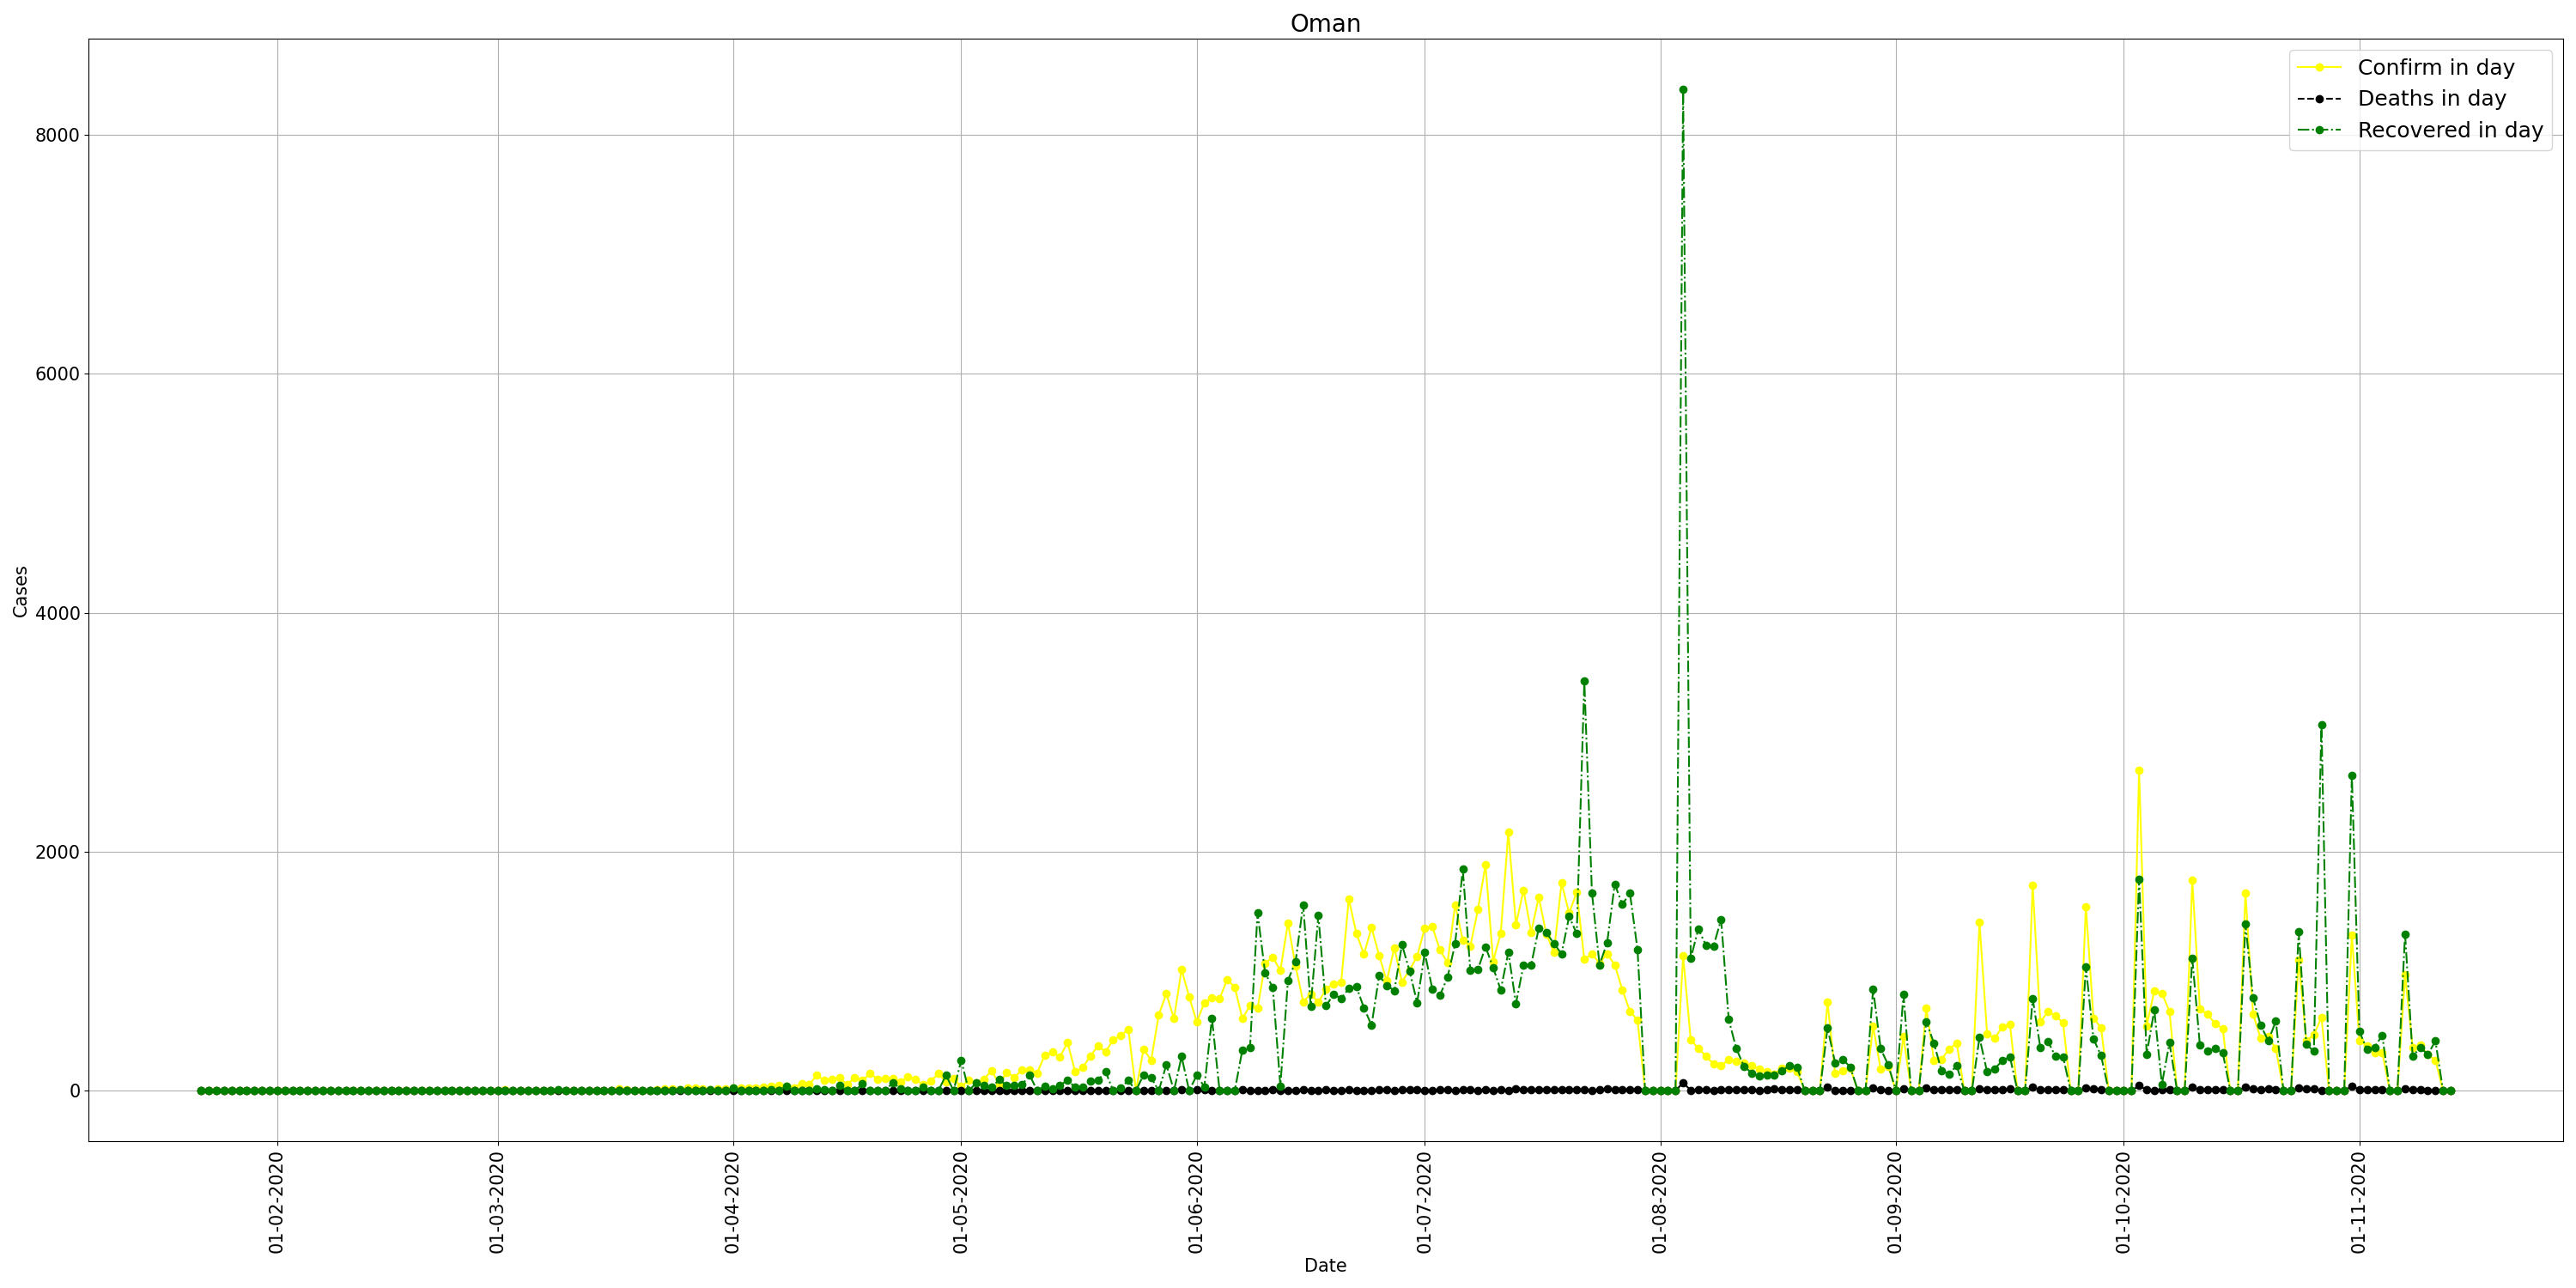 Oman
Confirm in day
Deaths in day
Recovered in day
8000
6000
4000
2000
0
Cases
01-02-2020
01-03-2020
01-04-2020
01-05-2020
01-06-2020
01-07-2020
01-08-2020
01-09-2020
01-10-2020
01-11-2020
Date